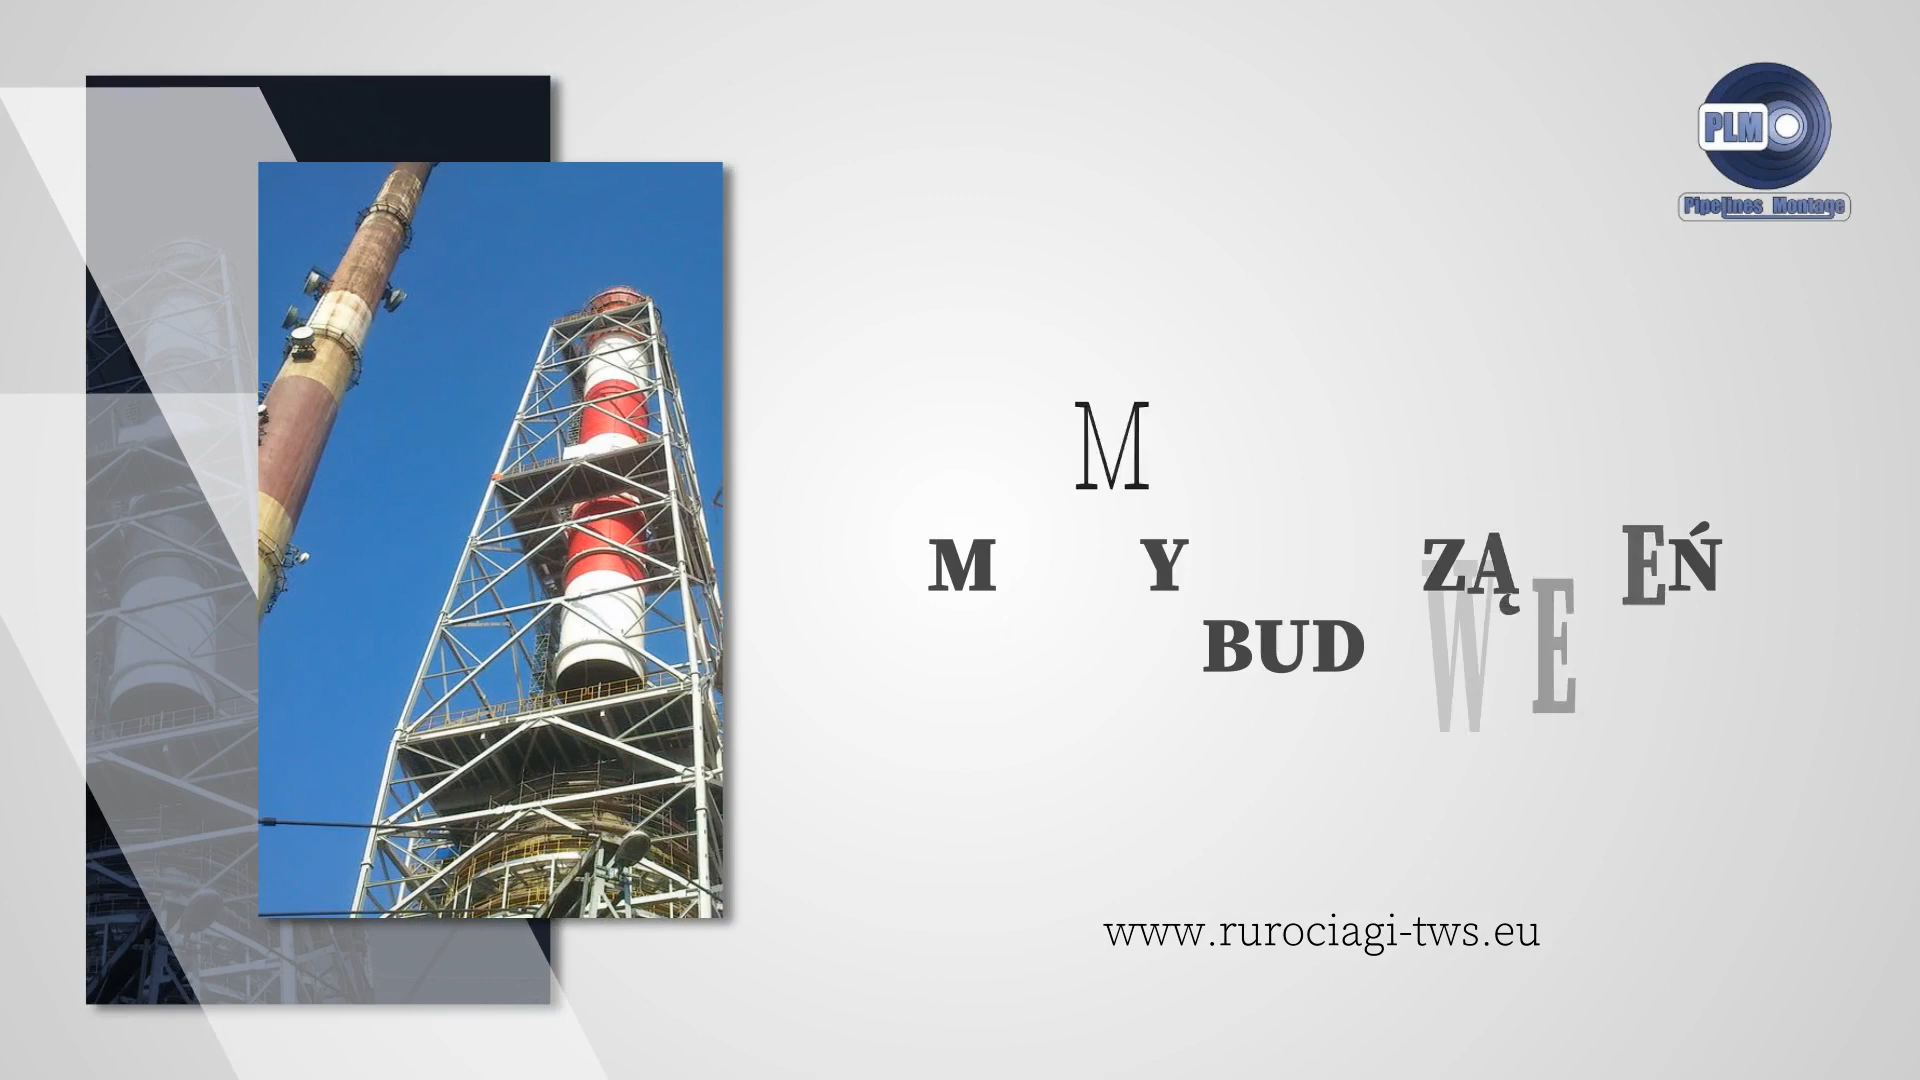 PLM
Pipelines Montage
M
M Y ZĄ EŃ
BUD WE
www.rurociagi-tws.eu